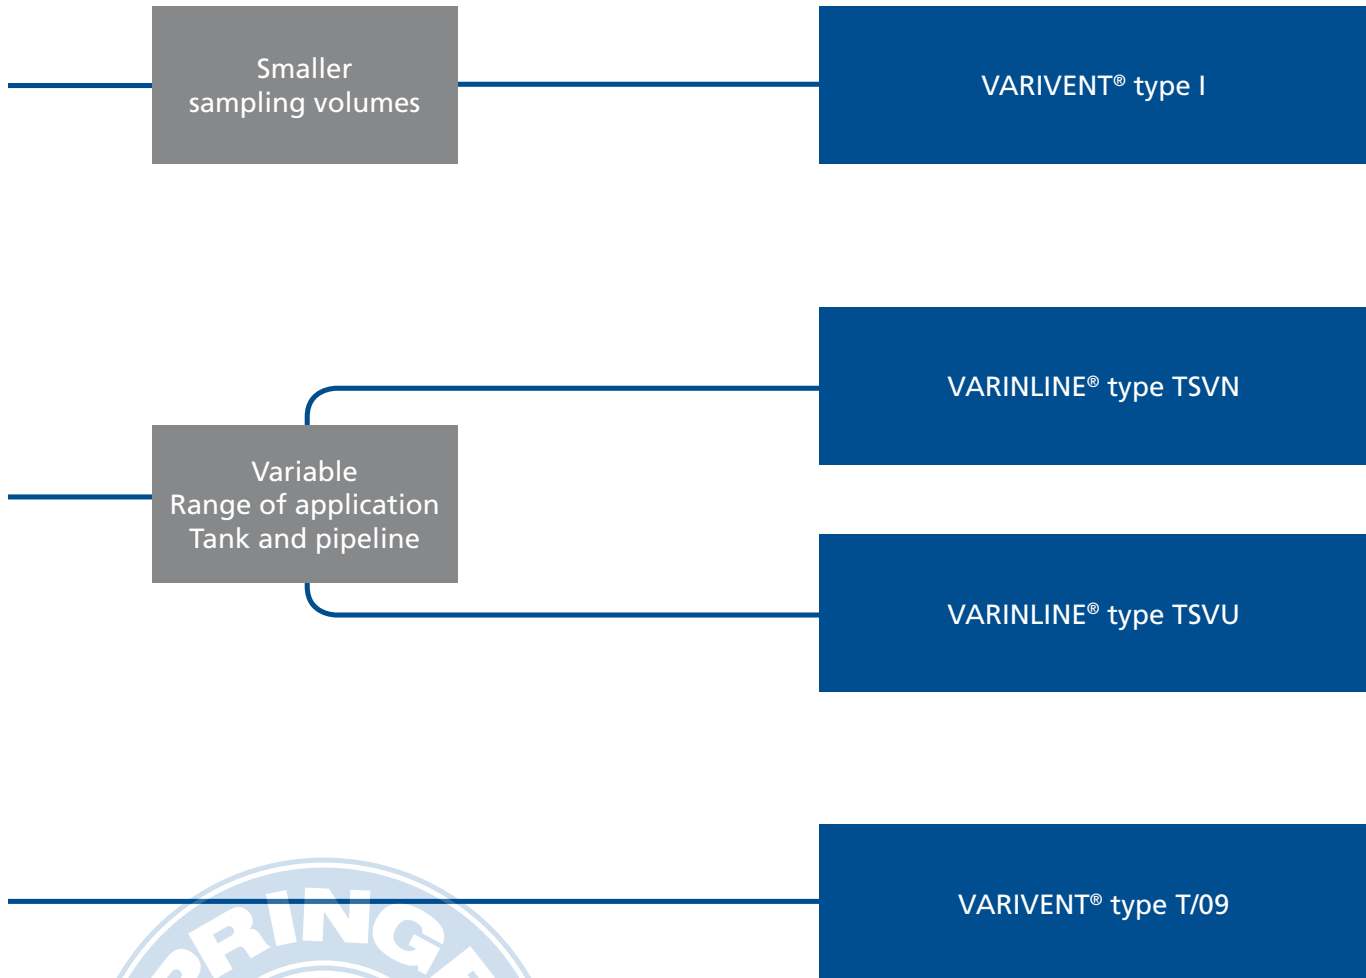 Smaller
sampling volumes
VARIVENT® type I
VARINLINE® type TSVN
Variable
Range of application
Tank and pipeline
VARINLINE® type TSVU
VARIVENT® type T/09